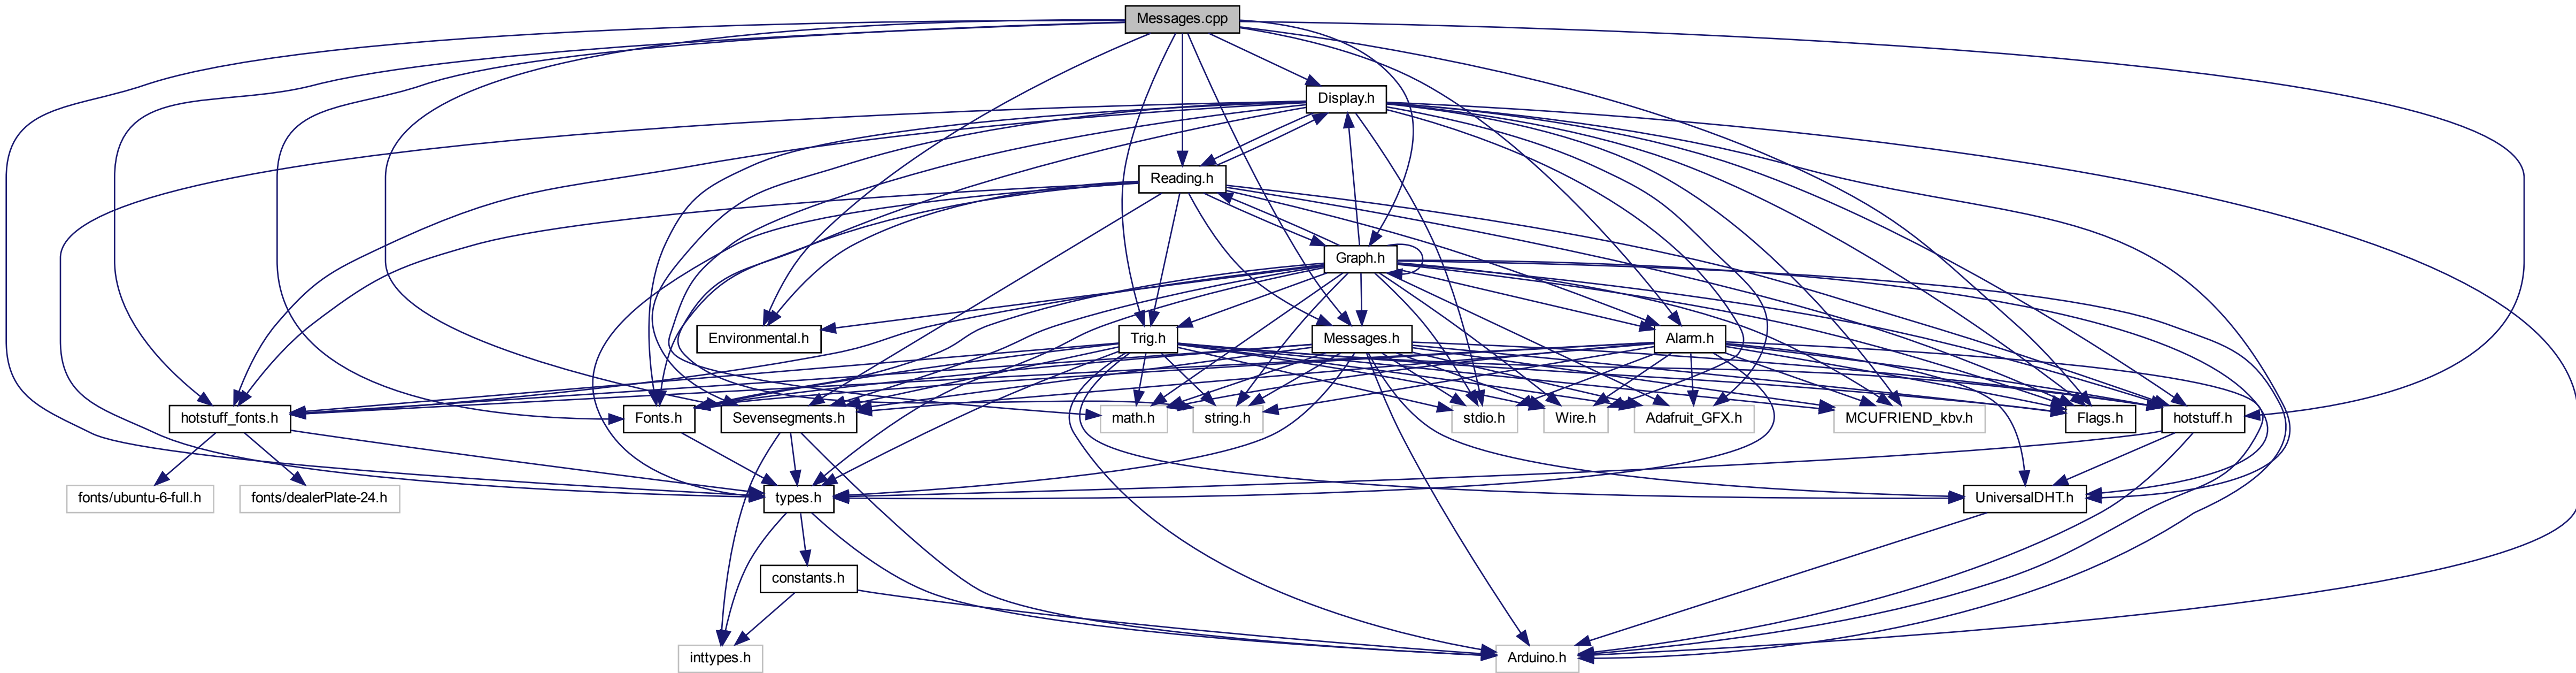 Messages.cpp
Display.h
Reading.h
Graph.h
Environmental.h
Trig.h
Messages.h
Alarm.h
hotstuff_fonts.h
Fonts.h
Sevensegments.h
math.h
string.h
stdio.h
Wire.h
Adafruit_GFX.h
MCUFRIEND_kbv.h
Flags.h
hotstuff.h
fonts/ubuntu-6-full.h
fonts/dealerPlate-24.h
types.h
UniversalDHT.h
constants.h
inttypes.h
Arduino.h